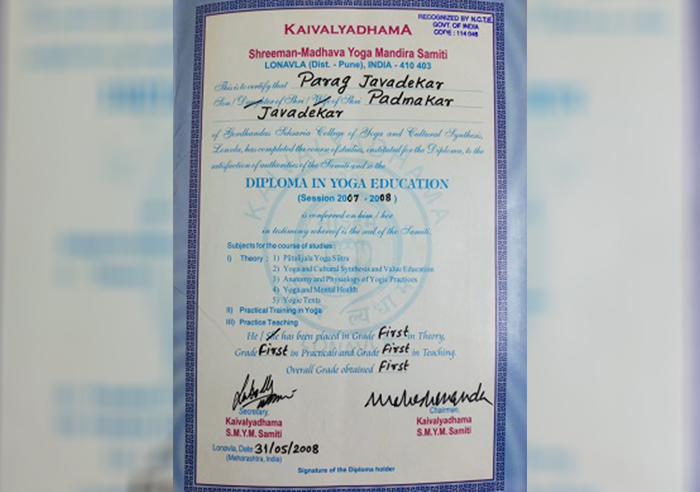 KAIVALYADHAMA
RECOGNIZED BY N.C.T.E.
GOVT. OF INDIA
CODE : 114048
Shreeman-Madhava Yoga Mandira Samiti
LONAVLA (Dist. - Pune), INDIA - 410 403
This is to certify that Parag Javadekar
Son / Daughter of Shri / Wife of Shri Padmakar
Javadekar
of Gordhandas Seksaria College of Yoga and Cultural Synthesis,
Lonavla, has completed the course of studies, instituted for the Diploma, to the
satisfaction of authorities of the Samiti and so the
DIPLOMA IN YOGA EDUCATION
(Session 2007 - 2008)
is conferred on him / her
in testimony whereof is the seal of the Samiti.
Subjects for the course of studies :
I) Theory : 1) Pātañjala Yoga Sūtra
2) Yoga and Cultural Synthesis and Value Education
3) Anatomy and Physiology of Yogic Practices
4) Yoga and Mental Health
5) Yogic Texts
II) Practical Training in Yoga
III) Practice Teaching
He / She has been placed in Grade First in Theory,
Grade First in Practicals and Grade First in Teaching.
Overall Grade obtained First
Secretary, Chairman,
Kaivalyadhama Kaivalyadhama
S.M.Y.M. Samiti S.M.Y.M. Samiti
Lonavla, Date 31/05/2008
(Maharashtra, India)
Signature of the Diploma holder